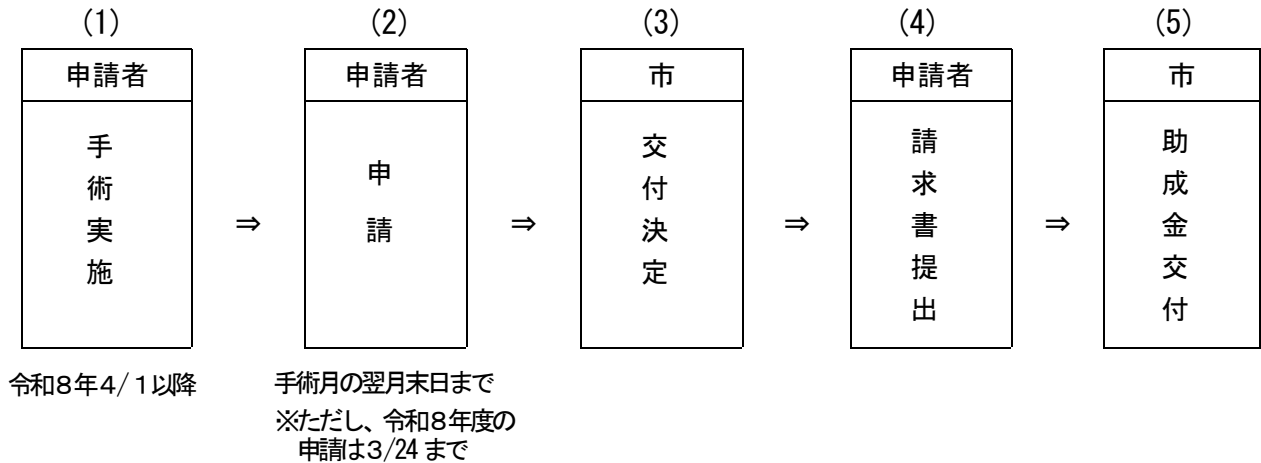 (1)
申請者
手術実施
令和8年4/1以降
⇒
(2)
申請者
申請
手術月の翌月末日まで
※ただし、令和8年度の
申請は3/24まで
⇒
(3)
市
交付決定
⇒
(4)
申請者
請求書提出
⇒
(5)
市
助成金交付